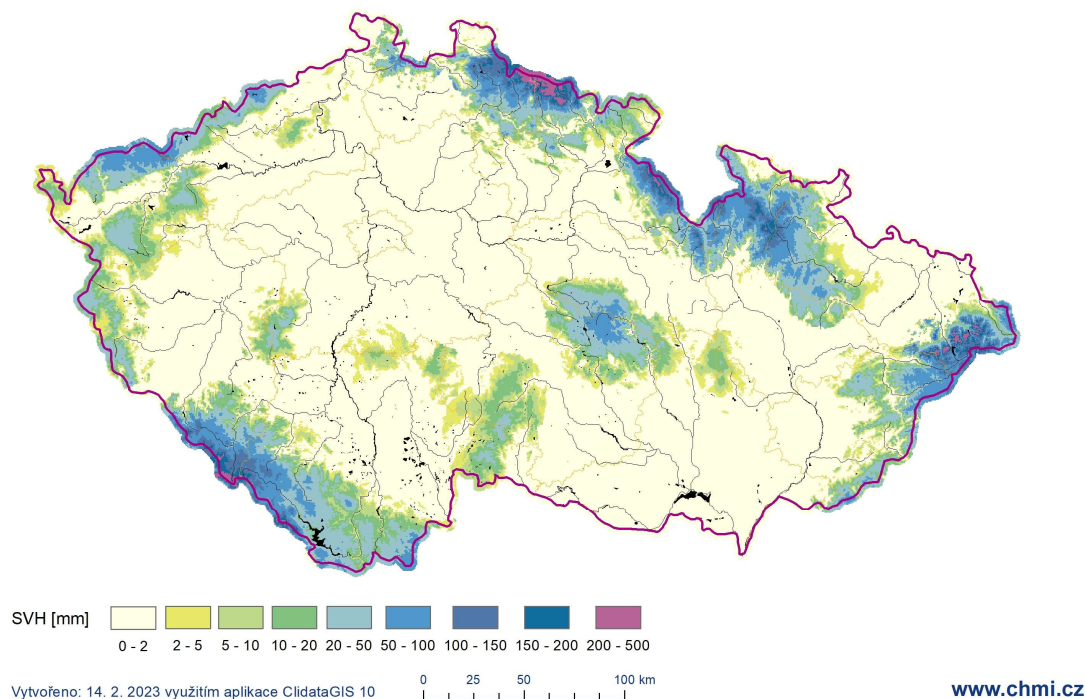 SVH [mm]
0 - 2 2 - 5 5 - 10 10 - 20 20 - 50 50 - 100 100 - 150 150 - 200 200 - 500
0 25 50 100 km
Vytvořeno: 14. 2. 2023 využitím aplikace ClidataGIS 10
www.chmi.cz